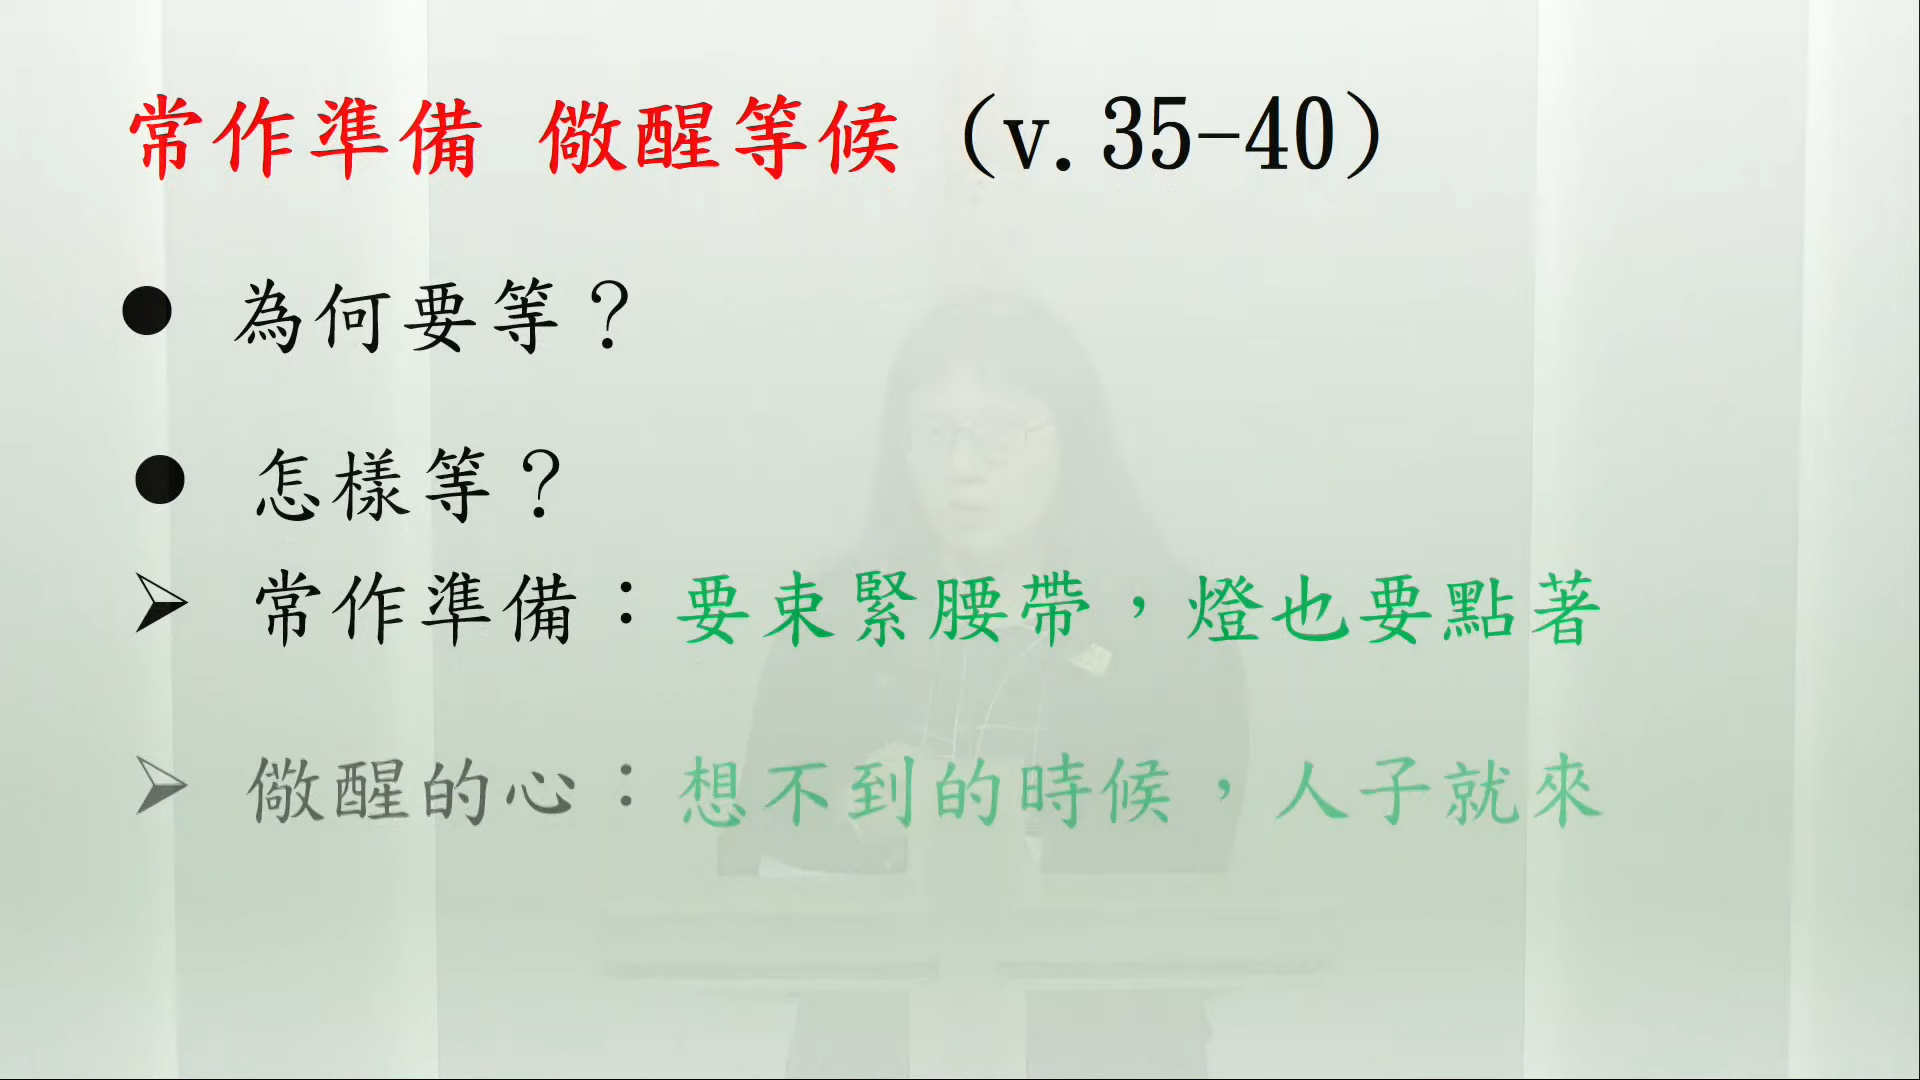 常作準備 儆醒等候（v.35-40）
● 為何要等？
● 怎樣等？
➢ 常作準備：要束緊腰帶，燈也要點著
➢ 儆醒的心：想不到的時候，人子就來